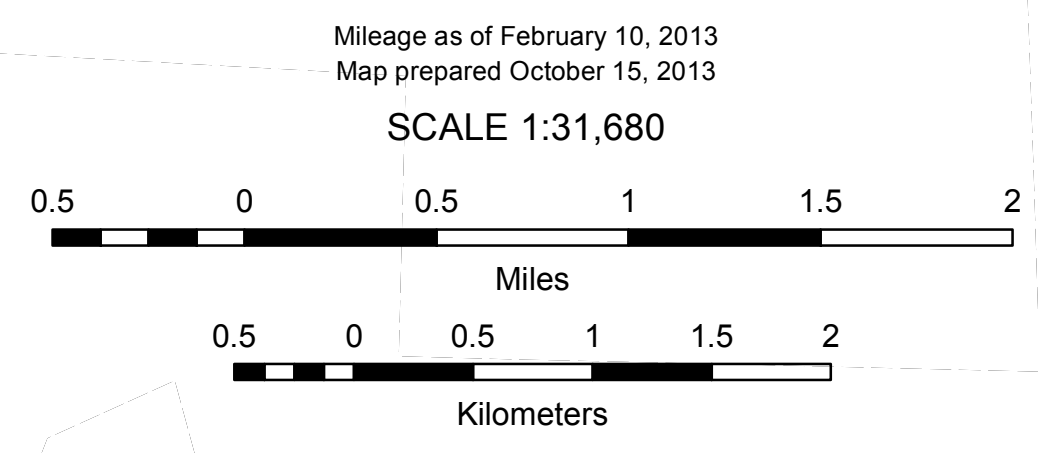 Mileage as of February 10, 2013
Map prepared October 15, 2013
SCALE 1:31,680
0.5 0 0.5 1 1.5 2
Miles
0.5 0 0.5 1 1.5 2
Kilometers